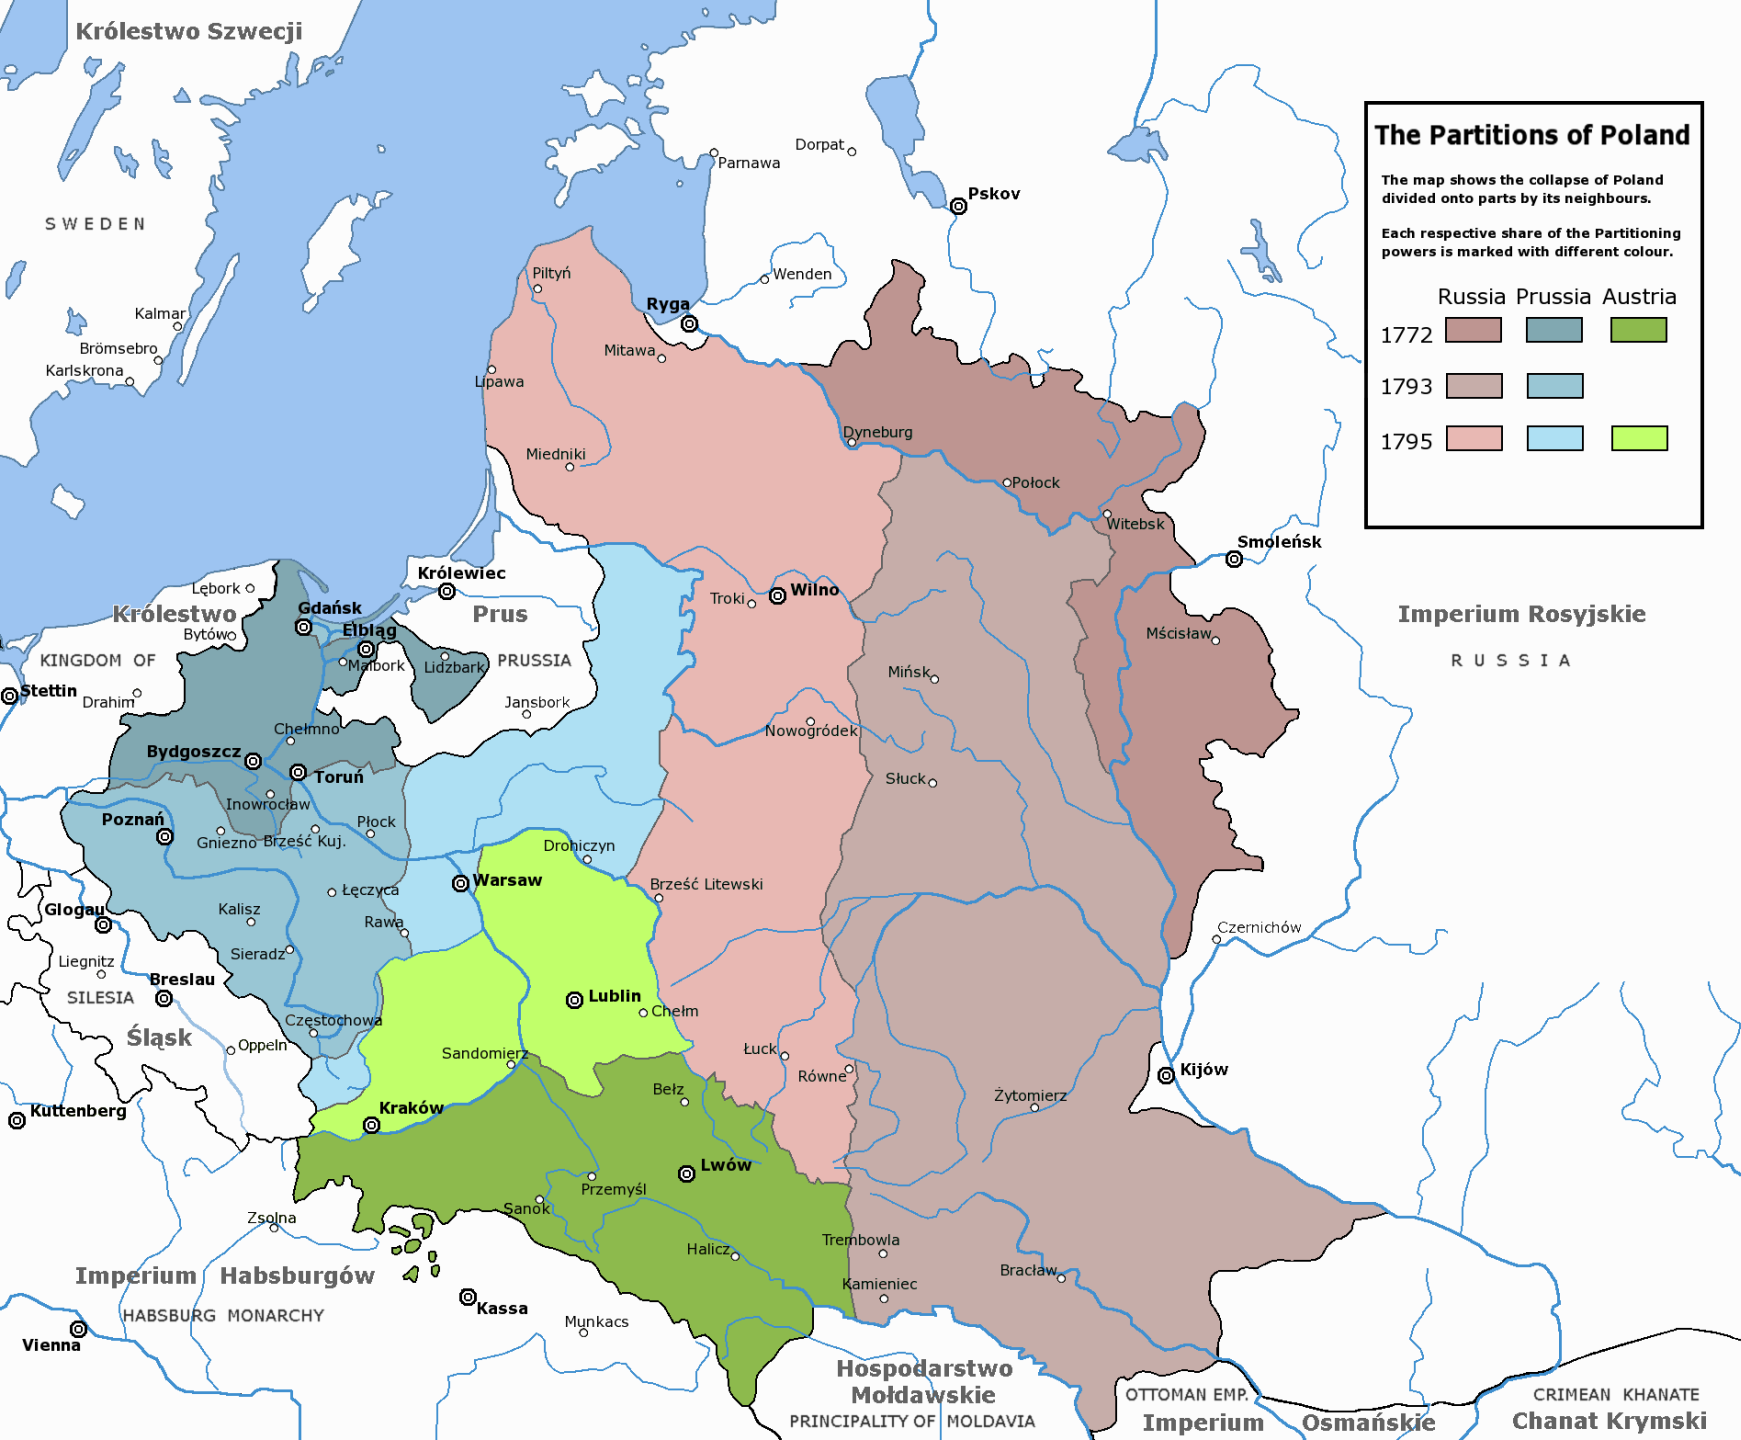 Królestwo Szwecji
SWEDEN
Kalmar
Brömsebro
Karlskrona
Parnawa
Dorpat
Pskov
Wenden
Piltyń
Ryga
Mitawa
Lipawa
Miedniki
Dyneburg
Połock
Witebsk
Smoleńsk
The Partitions of Poland
The map shows the collapse of Poland
divided onto parts by its neighbours.
Each respective share of the Partitioning
powers is marked with different colour.
Russia Prussia Austria
1772
1793
1795
Lębork
Królestwo
Bytów
KINGDOM OF
Stettin
Drahim
Gdańsk
Elbląg
Malbork
Królewiec
Prus
Lidzbark
PRUSSIA
Jansbork
Troki
Wilno
Mińsk
Mścisław
Imperium Rosyjskie
RUSSIA
Nowogródek
Słuck
Chełmno
Bydgoszcz
Toruń
Inowrocław
Poznań
Gniezno
Brześć Kuj.
Płock
Drohiczyn
Warsaw
Brześć Litewski
Łęczyca
Glogau
Kalisz
Rawa
Sieradz
Czernichów
Liegnitz
Breslau
SILESIA
Śląsk
Częstochowa
Oppeln
Lublin
Chełm
Sandomierz
Łuck
Równe
Kijów
Żytomierz
Bełz
Kuttenberg
Kraków
Lwów
Przemyśl
Sanok
Zsolna
Halicz
Trembowla
Kamieniec
Bracław
Imperium Habsburgów
HABSBURG MONARCHY
Kassa
Munkacs
Vienna
Hospodarstwo
Mołdawskie
PRINCIPALITY OF MOLDAVIA
OTTOMAN EMP.
Imperium Osmańskie
CRIMEAN KHANATE
Chanat Krymski